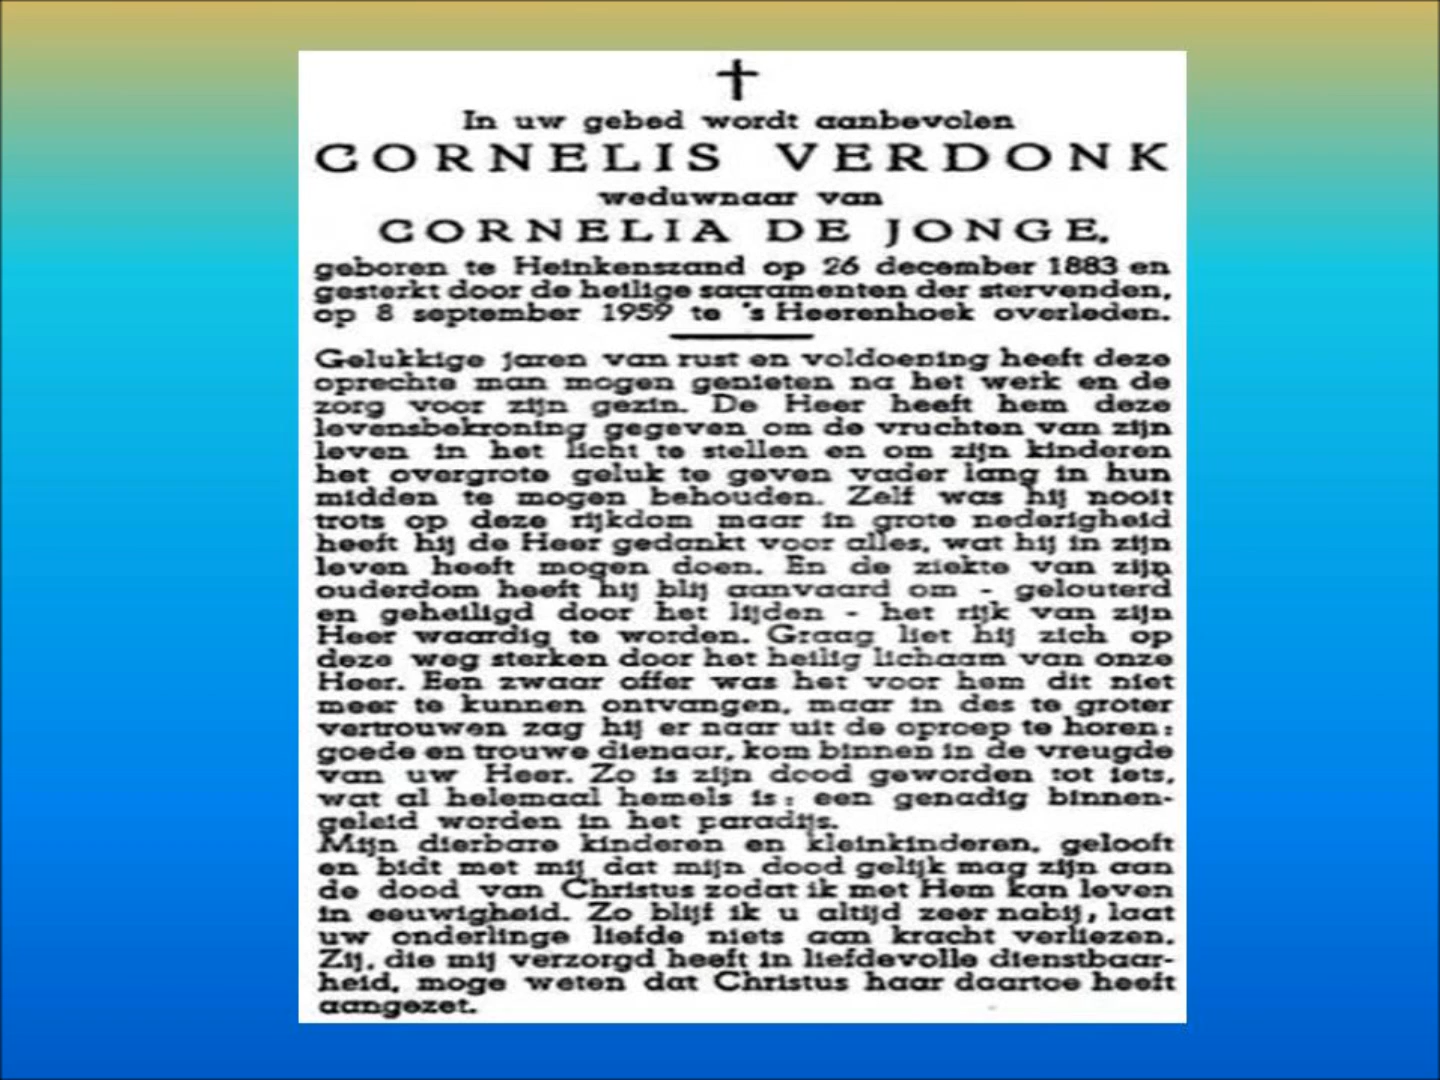 In uw gebed wordt aanbevolen
CORNELIS VERDONK
weduwnaar van
CORNELIA DE JONGE,
geboren te Heinkenszand op 26 december 1883 en
gesterkt door de heilige sacramenten der stervenden,
op 8 september 1959 te 's Heerenhoek overleden.
Gelukkige jaren van rust en voldoening heeft deze
oprechte man mogen genieten na het werk en de
zorg voor zijn gezin. De Heer heeft hem deze
levensbekroning gegeven om de vruchten van zijn
leven in het licht te stellen en om zijn kinderen
het overgrote geluk te geven vader lang in hun
midden te mogen behouden. Zelf was hij nooit
trots op deze rijkdom maar in grote nederigheid
heeft hij de Heer gedankt voor alles, wat hij in zijn
leven heeft mogen doen. En de ziekte van zijn
ouderdom heeft hij blij aanvaard om - gelouterd
en geheiligd door het lijden - het rijk van zijn
Heer waardig te worden. Graag liet hij zich op
deze weg sterken door het heilig lichaam van onze
Heer. Een zwaar offer was het voor hem dit niet
meer te kunnen ontvangen, maar in des te groter
vertrouwen zag hij er naar uit de oproep te horen:
goede en trouwe dienaar, kom binnen in de vreugde
van uw Heer. Zo is zijn dood geworden tot iets,
wat al helemaal hemels is: een genadig binnen-
geleid worden in het paradijs.
Mijn dierbare kinderen en kleinkinderen, gelooft
en bidt met mij dat mijn dood gelijk mag zijn aan
de dood van Christus zodat ik met Hem kan leven
in eeuwigheid. Zo blijf ik u altijd zeer nabij, laat
uw onderlinge liefde niets aan kracht verliezen.
Zij, die mij verzorgd heeft in liefdevolle dienstbaar-
heid, moge weten dat Christus haar daartoe heeft
aangezet.